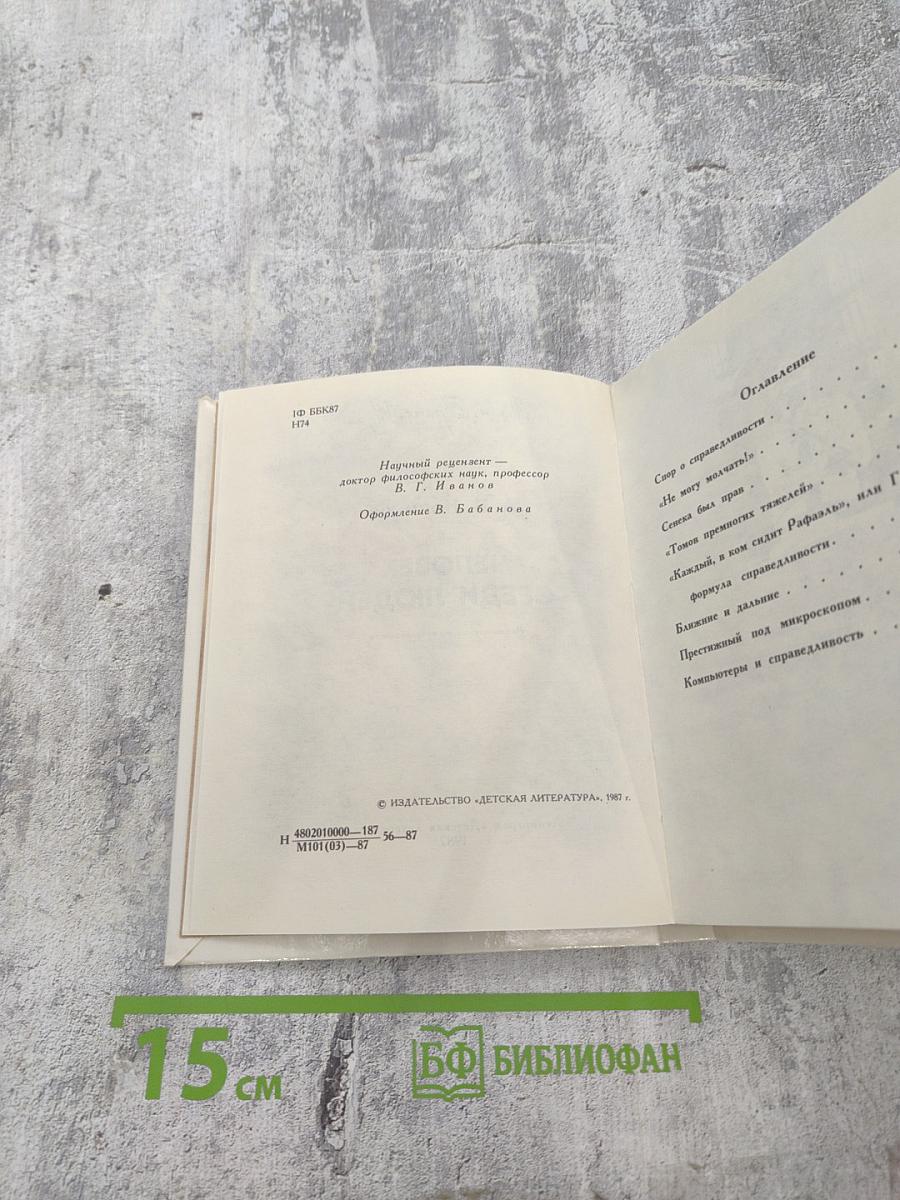 1Ф ББК87
Н74
Научный рецензент —
доктор философских наук, профессор
В. Г. Иванов
Оформление В. Бабанова
© ИЗДАТЕЛЬСТВО «ДЕТСКАЯ ЛИТЕРАТУРА», 1987 г.
Н 4802010000—187
М101(03)—87 56—87
Оглавление
Спор о справедливости . . . . .
«Не могу молчать!» . . . . .
Сенека был прав . . . . . .
«Томов премногих тяжелей» . . .
«Каждый, в ком сидит Рафаэль», или
формула справедливости . . .
Ближние и дальние . . . . . .
Престижный под микроскопом . .
Компьютеры и справедливость . .
15 см
БФ БИБЛИОФАН